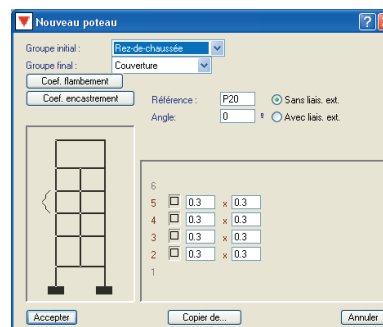 Nouveau poteau
Groupe initial : Rez-de-chaussée
Groupe final : Couverture
Coef. flambement
Coef. encastrement
Référence : P20 Sans liais. ext.
Angle: 0 º Avec liais. ext.
6
5 0.3 x 0.3
4 0.3 x 0.3
3 0.3 x 0.3
2 0.3 x 0.3
1
Accepter Copier de... Annuler